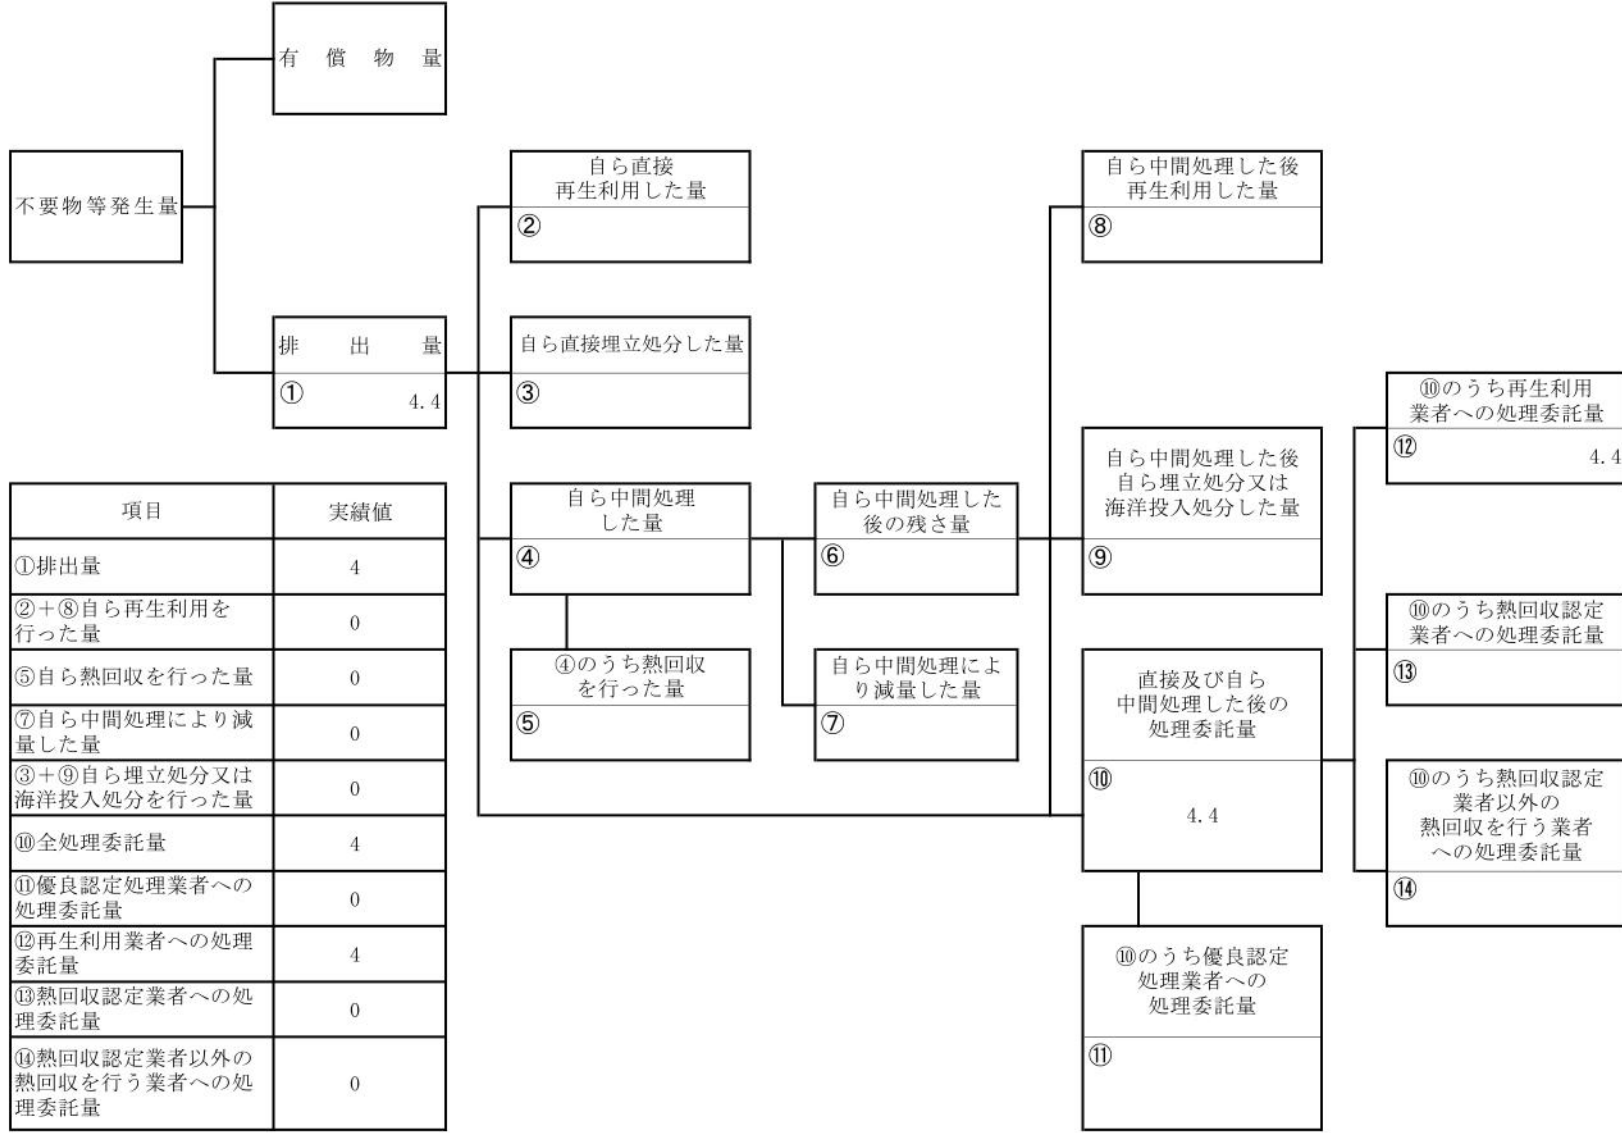 有償物量
不要物等発生量
排出量
①
4.4
自ら直接
再生利用した量
②
自ら直接埋立処分した量
③
自ら中間処理
した量
④
④のうち熱回収
を行った量
⑤
自ら中間処理した
後の残さ量
⑥
自ら中間処理によ
り減量した量
⑦
自ら中間処理した後
再生利用した量
⑧
自ら中間処理した後
自ら埋立処分又は
海洋投入処分した量
⑨
直接及び自ら
中間処理した後の
処理委託量
⑩
4.4
⑩のうち優良認定
処理業者への
処理委託量
⑪
⑩のうち再生利用
業者への処理委託量
⑫
4.4
⑩のうち熱回収認定
業者への処理委託量
⑬
⑩のうち熱回収認定
業者以外の
熱回収を行う業者
への処理委託量
⑭
項目 実績値
①排出量 4
②+⑧自ら再生利用を
行った量 0
⑤自ら熱回収を行った量 0
⑦自ら中間処理により減
量した量 0
③+⑨自ら埋立処分又は
海洋投入処分を行った量 0
⑩全処理委託量 4
⑪優良認定処理業者への
処理委託量 0
⑫再生利用業者への処理
委託量 4
⑬熱回収認定業者への処
理委託量 0
⑭熱回収認定業者以外の
熱回収を行う業者への処
理委託量 0